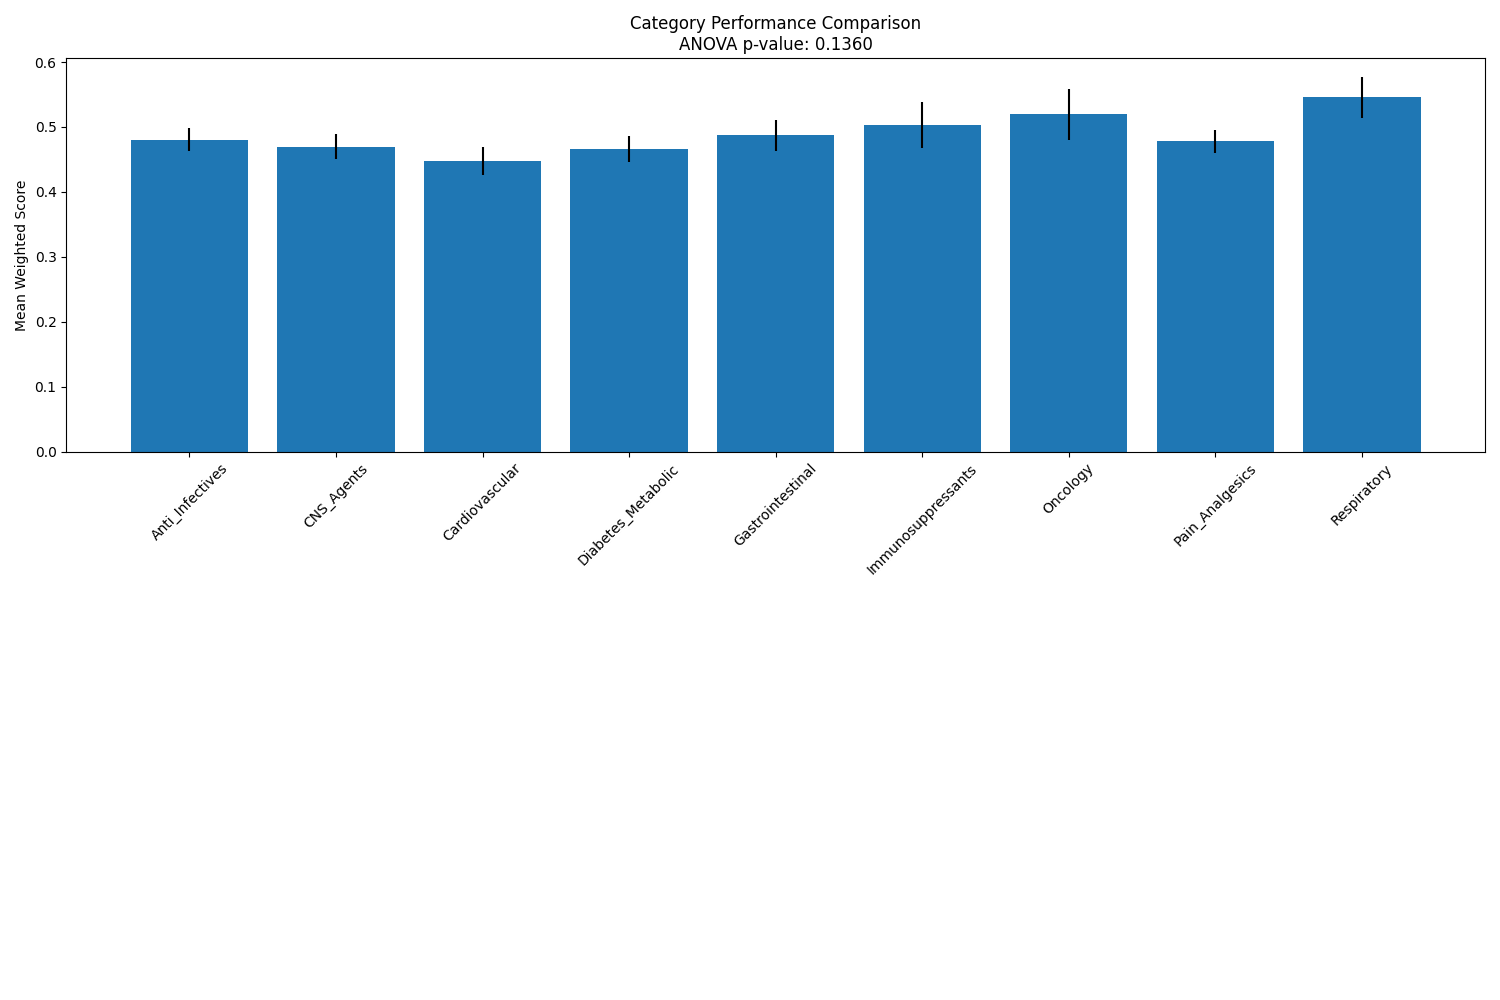 Category Performance Comparison
ANOVA p-value: 0.1360
Mean Weighted Score
0.6
0.5
0.4
0.3
0.2
0.1
0.0
Anti_Infectives
CNS_Agents
Cardiovascular
Diabetes_Metabolic
Gastrointestinal
Immunosuppressants
Oncology
Pain_Analgesics
Respiratory